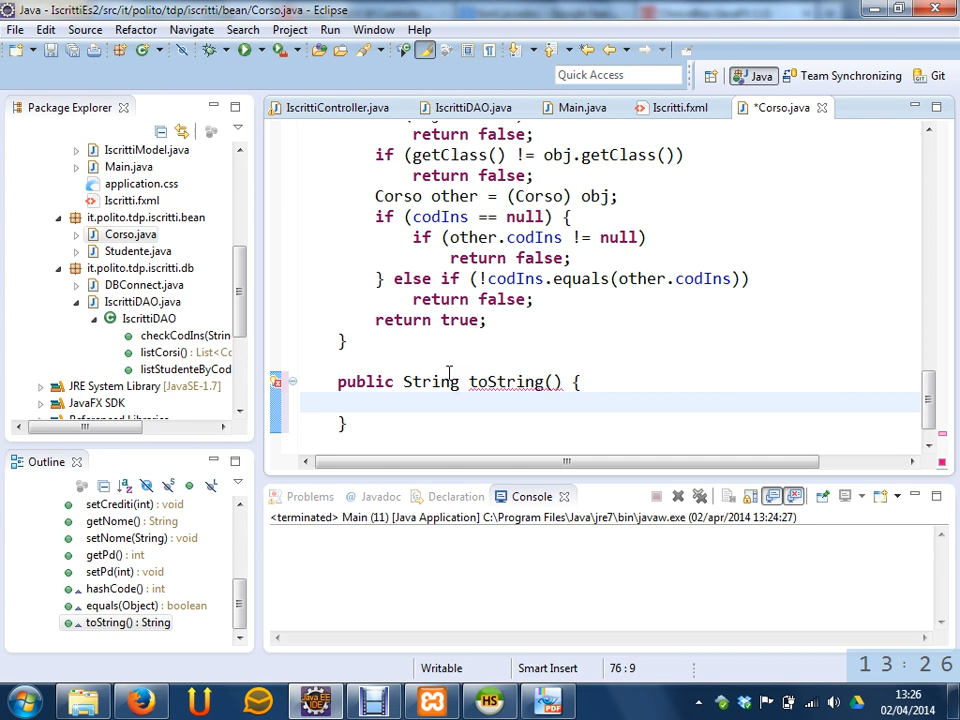 Java - IscrittiEs2/src/it/polito/tdp/iscritti/bean/Corso.java - Eclipse
File Edit Source Refactor Navigate Search Project Run Window Help
Quick Access
Java
Team Synchronizing
Git
Package Explorer
IscrittiModel.java
Main.java
application.css
Iscritti.fxml
it.polito.tdp.iscritti.bean
Corso.java
Studente.java
it.polito.tdp.iscritti.db
DBConnect.java
IscrittiDAO.java
IscrittiDAO
checkCodIns(Strin
listCorsi() : List<Co
listStudenteByCod
JRE System Library [JavaSE-1.7]
JavaFX SDK
Referenced Libraries
Outline
setCrediti(int) : void
getNome() : String
setNome(String) : void
getPd() : int
setPd(int) : void
hashCode() : int
equals(Object) : boolean
toString() : String
IscrittiController.java
IscrittiDAO.java
Main.java
Iscritti.fxml
*Corso.java
return false;
if (getClass() != obj.getClass())
return false;
Corso other = (Corso) obj;
if (codIns == null) {
if (other.codIns != null)
return false;
} else if (!codIns.equals(other.codIns))
return false;
return true;
}
public String toString() {
}
Problems
@ Javadoc
Declaration
Console
<terminated> Main (11) [Java Application] C:\Program Files\Java\jre7\bin\javaw.exe (02/apr/2014 13:24:27)
Writable
Smart Insert
76 : 9
13:26
13:26
02/04/2014